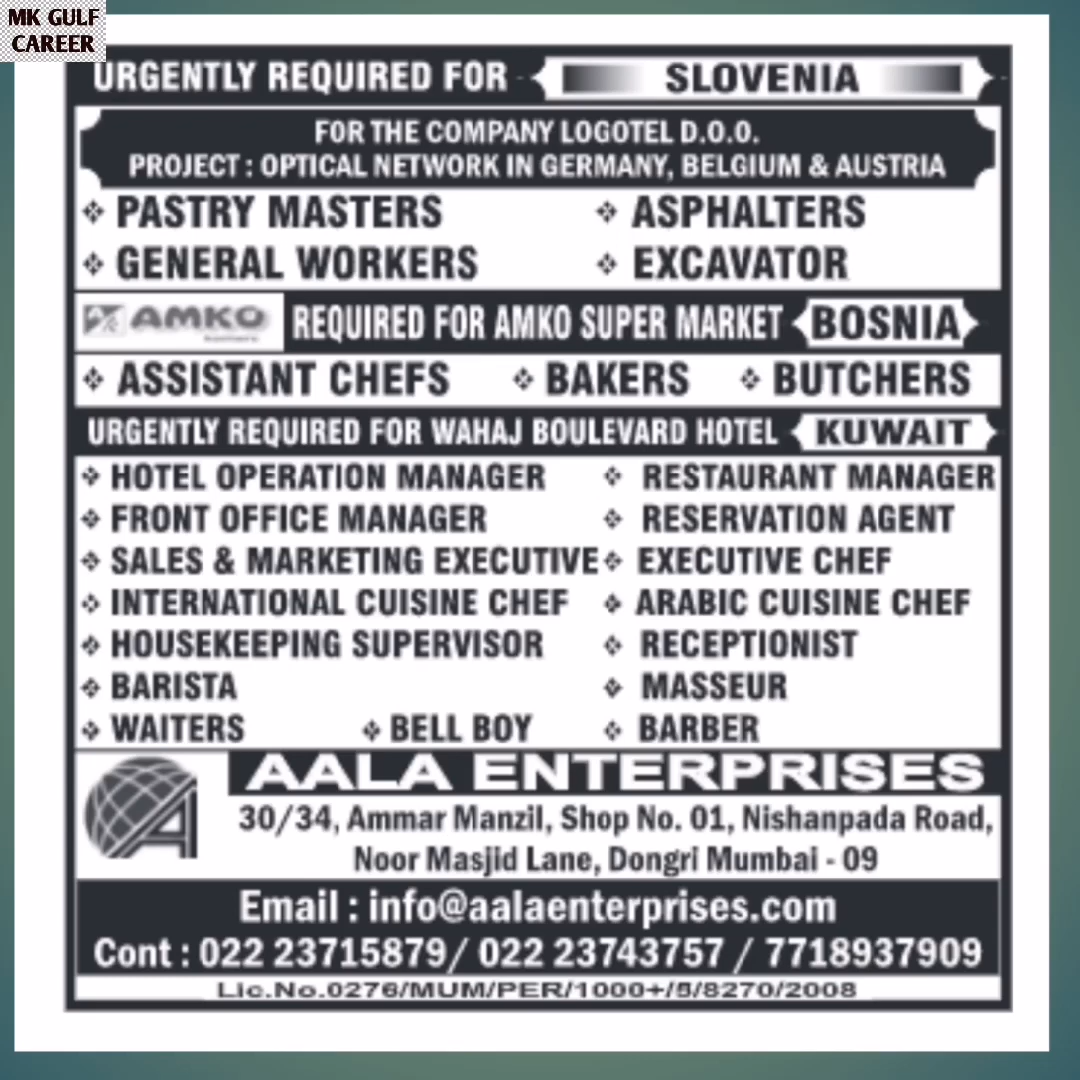 MK GULF
CAREER
URGENTLY REQUIRED FOR SLOVENIA
FOR THE COMPANY LOGOTEL D.O.O.
PROJECT : OPTICAL NETWORK IN GERMANY, BELGIUM & AUSTRIA
❖ PASTRY MASTERS ❖ ASPHALTERS
❖ GENERAL WORKERS ❖ EXCAVATOR
AMKO REQUIRED FOR AMKO SUPER MARKET BOSNIA
❖ ASSISTANT CHEFS ❖ BAKERS ❖ BUTCHERS
URGENTLY REQUIRED FOR WAHAJ BOULEVARD HOTEL KUWAIT
❖ HOTEL OPERATION MANAGER ❖ RESTAURANT MANAGER
❖ FRONT OFFICE MANAGER ❖ RESERVATION AGENT
❖ SALES & MARKETING EXECUTIVE ❖ EXECUTIVE CHEF
❖ INTERNATIONAL CUISINE CHEF ❖ ARABIC CUISINE CHEF
❖ HOUSEKEEPING SUPERVISOR ❖ RECEPTIONIST
❖ BARISTA ❖ MASSEUR
❖ WAITERS ❖ BELL BOY ❖ BARBER
AALA ENTERPRISES
30/34, Ammar Manzil, Shop No. 01, Nishanpada Road,
Noor Masjid Lane, Dongri Mumbai - 09
Email : info@aalaenterprises.com
Cont : 022 23715879/ 022 23743757 / 7718937909
Lic.No.0276/MUM/PER/1000+/5/8270/2008